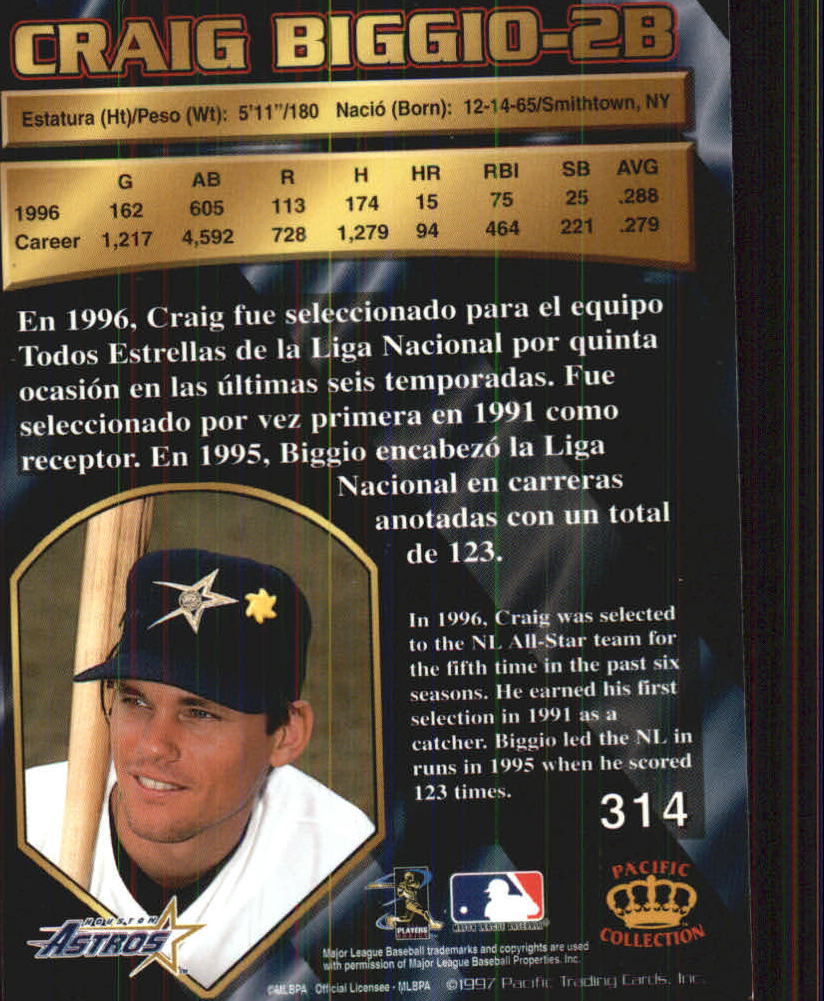 CRAIG BIGGIO-2B
Estatura (Ht)/Peso (Wt): 5'11"/180 Nació (Born): 12-14-65/Smithtown, NY
G AB R H HR RBI SB AVG
1996 162 605 113 174 15 75 25 .288
Career 1,217 4,592 728 1,279 94 464 221 .279
En 1996, Craig fue seleccionado para el equipo
Todos Estrellas de la Liga Nacional por quinta
ocasión en las últimas seis temporadas. Fue
seleccionado por vez primera en 1991 como
receptor. En 1995, Biggio encabezó la Liga
Nacional en carreras
anotadas con un total
de 123.
In 1996, Craig was selected
to the NL All-Star team for
the fifth time in the past six
seasons. He earned his first
selection in 1991 as a
catcher. Biggio led the NL in
runs in 1995 when he scored
123 times.
314
HOUSTON
ASTROS
TM
PLAYERS
MAJOR LEAGUE BASEBALL
PACIFIC
COLLECTION
Major League Baseball trademarks and copyrights are used
with permission of Major League Baseball Properties, Inc.
©MLBPA Official Licensee - MLBPA ©1997 Pacific Trading Cards, Inc.